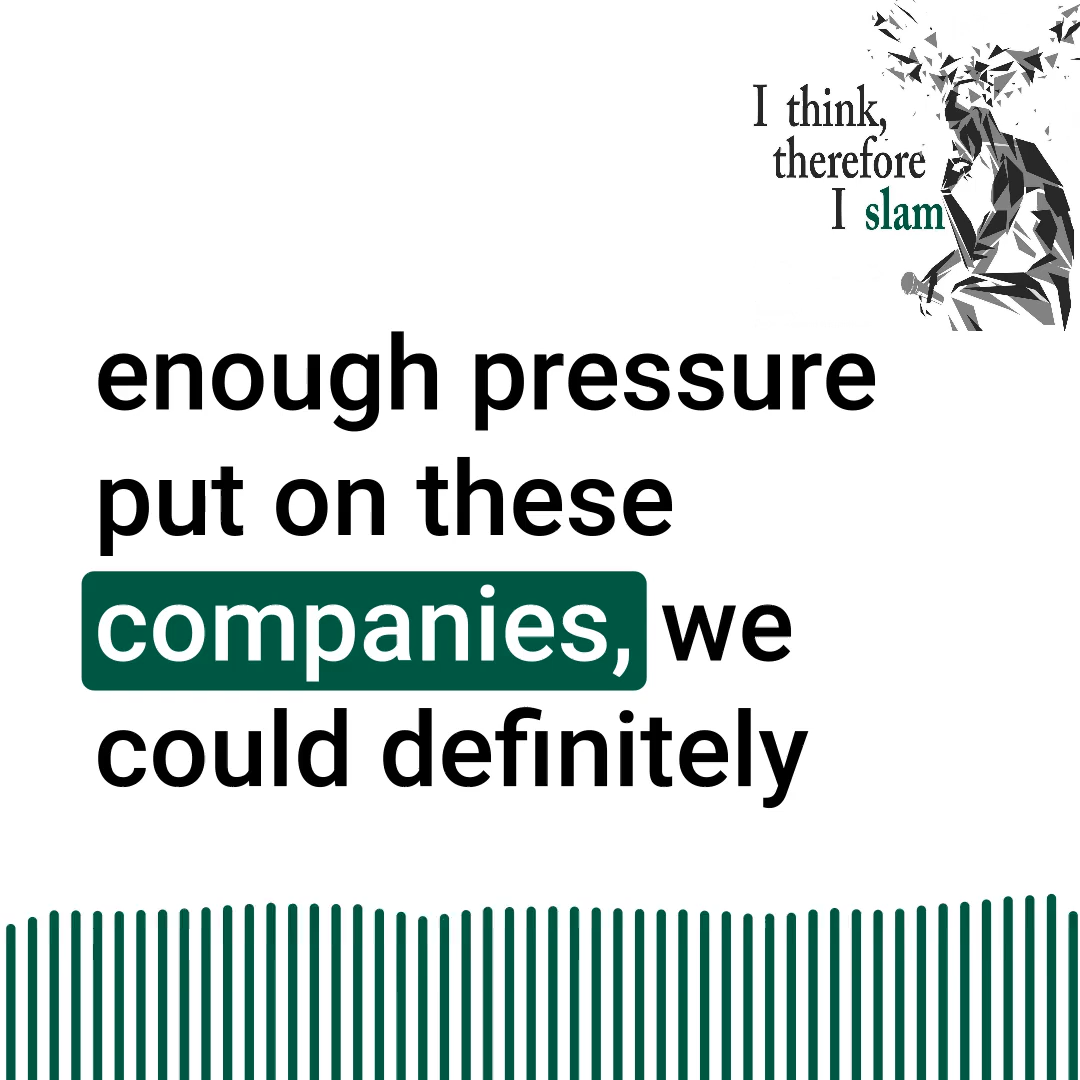 I think,
therefore
I slam
enough pressure
put on these
companies, we
could definitely